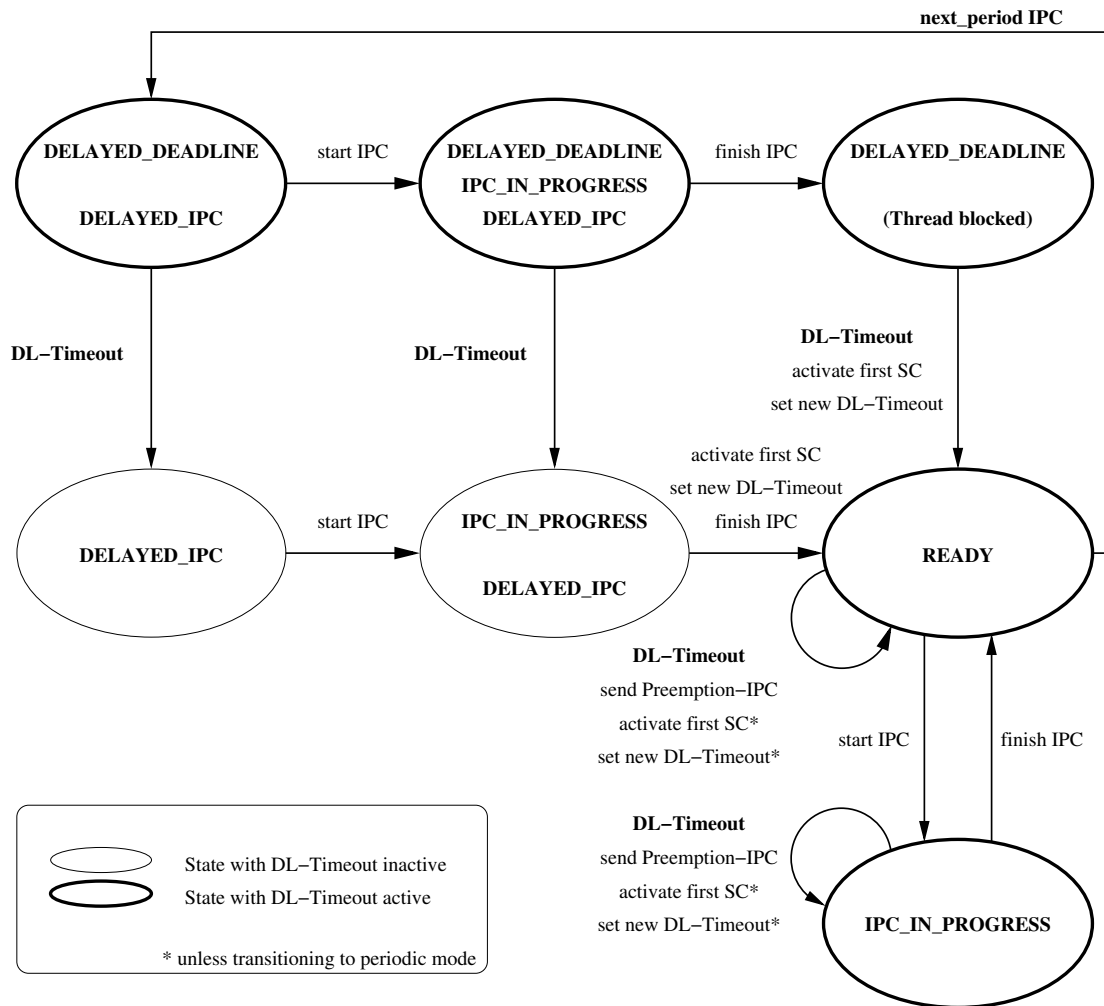 next_period IPC
DELAYED_DEADLINE
DELAYED_IPC
start IPC
DELAYED_DEADLINE
IPC_IN_PROGRESS
DELAYED_IPC
finish IPC
DELAYED_DEADLINE
(Thread blocked)
DL−Timeout
DL−Timeout
DL−Timeout
activate first SC
set new DL−Timeout
DELAYED_IPC
start IPC
IPC_IN_PROGRESS
DELAYED_IPC
activate first SC
set new DL−Timeout
finish IPC
READY
DL−Timeout
send Preemption−IPC
activate first SC*
set new DL−Timeout*
start IPC
finish IPC
DL−Timeout
send Preemption−IPC
activate first SC*
set new DL−Timeout*
IPC_IN_PROGRESS
State with DL−Timeout inactive
State with DL−Timeout active
* unless transitioning to periodic mode